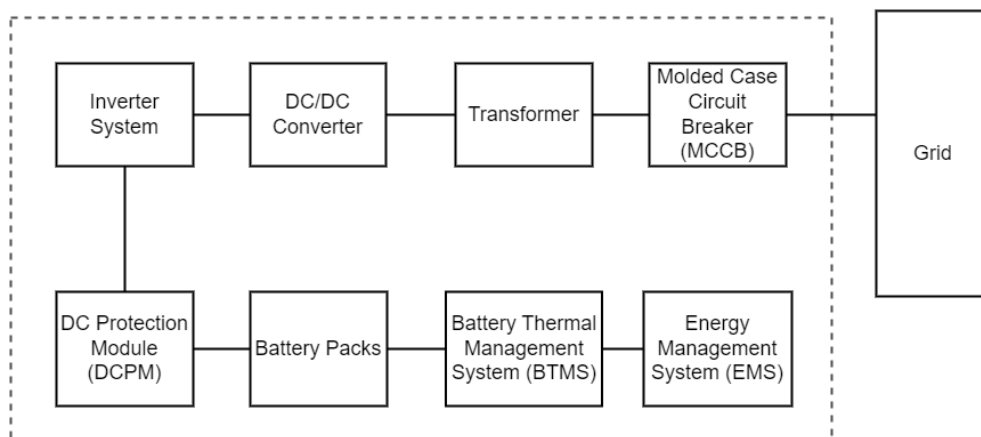 Inverter
System
DC/DC
Converter
Transformer
Molded Case
Circuit
Breaker
(MCCB)
Grid
DC Protection
Module
(DCPM)
Battery Packs
Battery Thermal
Management
System (BTMS)
Energy
Management
System (EMS)